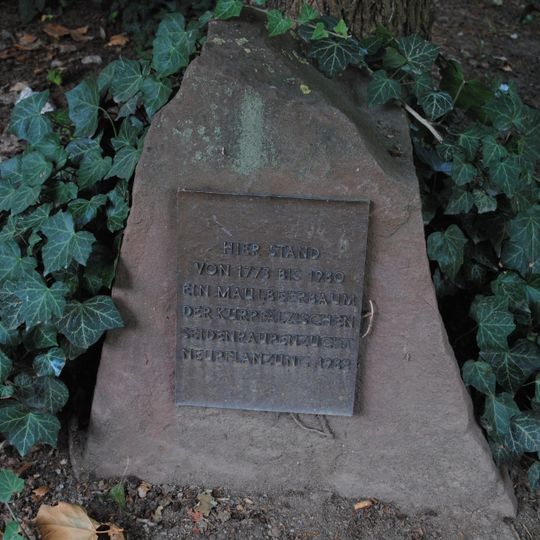 HIER STAND
VON 1773 BIS 1980
EIN MAULBEERBAUM
DER KURPFÄLZISCHEN
SEIDENRAUPENZUCHT
NEUPFLANZUNG 1982